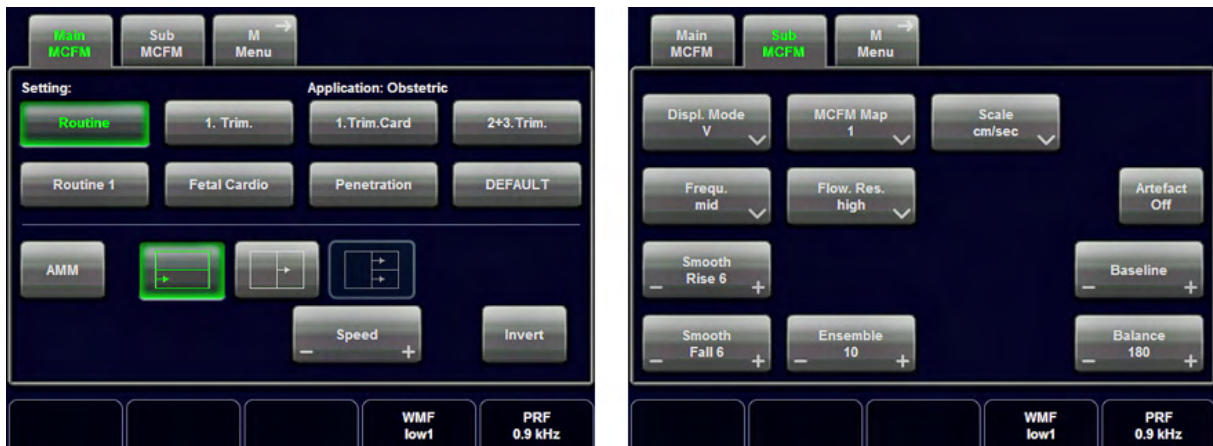 Main
MCFM
Sub
MCFM
M
Menu
Setting:
Application: Obstetric
Routine
1. Trim.
1.Trim.Card
2+3.Trim.
Routine 1
Fetal Cardio
Penetration
DEFAULT
AMM
Speed
Invert
WMF
low1
PRF
0.9 kHz
Main
MCFM
Sub
MCFM
M
Menu
Displ. Mode
V
MCFM Map
1
Scale
cm/sec
Frequ.
mid
Flow. Res.
high
Artefact
Off
Smooth
Rise 6
Baseline
Smooth
Fall 6
Ensemble
10
Balance
180
WMF
low1
PRF
0.9 kHz